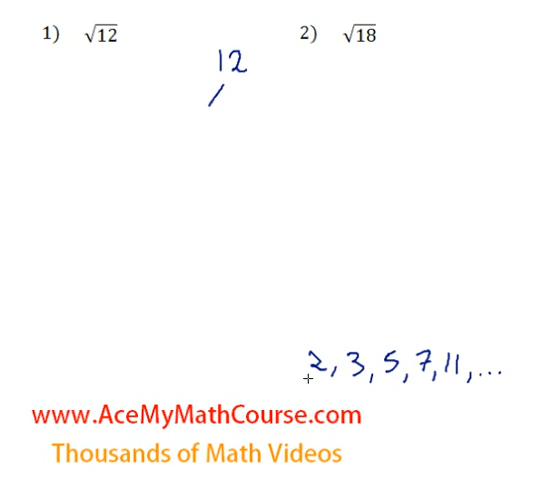 1) √12
2) √18
12
2, 3, 5, 7, 11, ...
www.AceMyMathCourse.com
Thousands of Math Videos